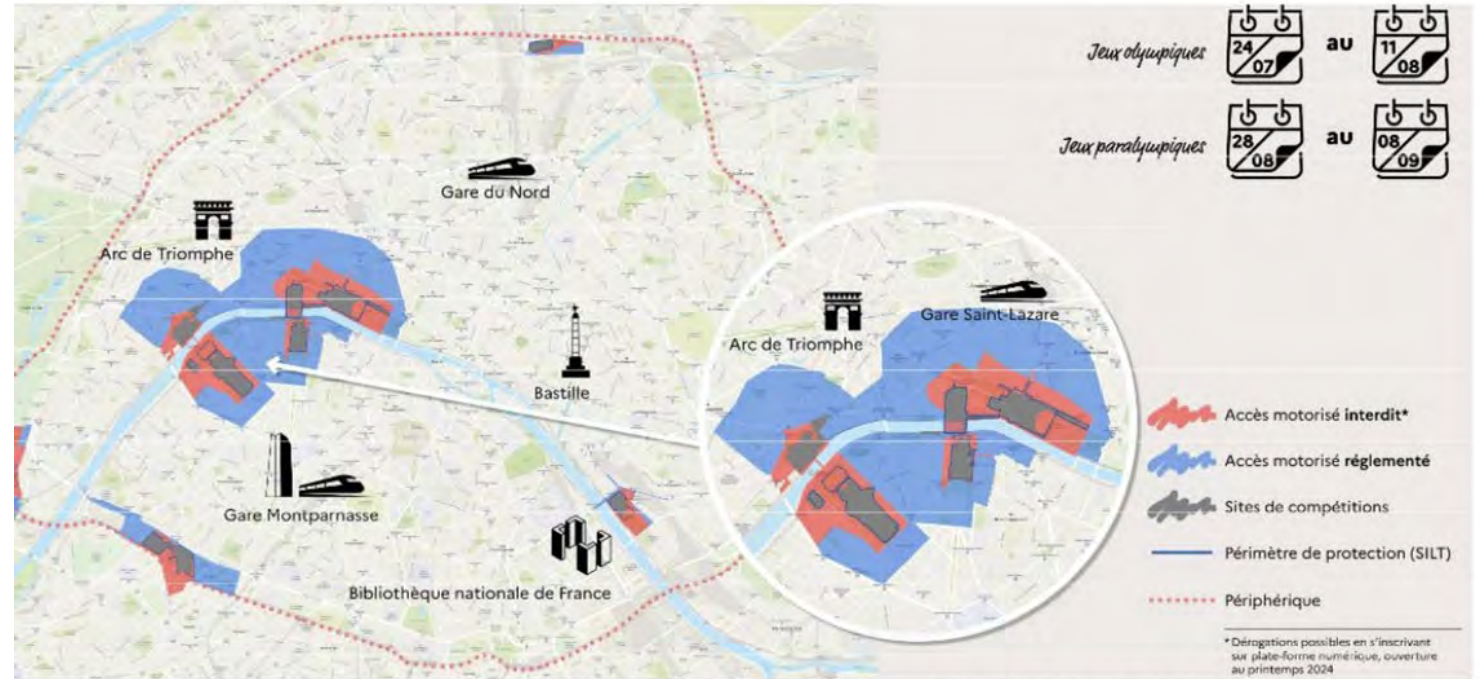 Jeux olympiques
24
07
au
11
08
Jeux paralympiques
28
08
au
08
09
Gare du Nord
Arc de Triomphe
Bastille
Gare Montparnasse
Bibliothèque nationale de France
Gare Saint-Lazare
Arc de Triomphe
Accès motorisé interdit*
Accès motorisé réglementé
Sites de compétitions
Périmètre de protection (SILT)
Périphérique
* Dérogations possibles en s'inscrivant
sur plate-forme numérique, ouverture
au printemps 2024